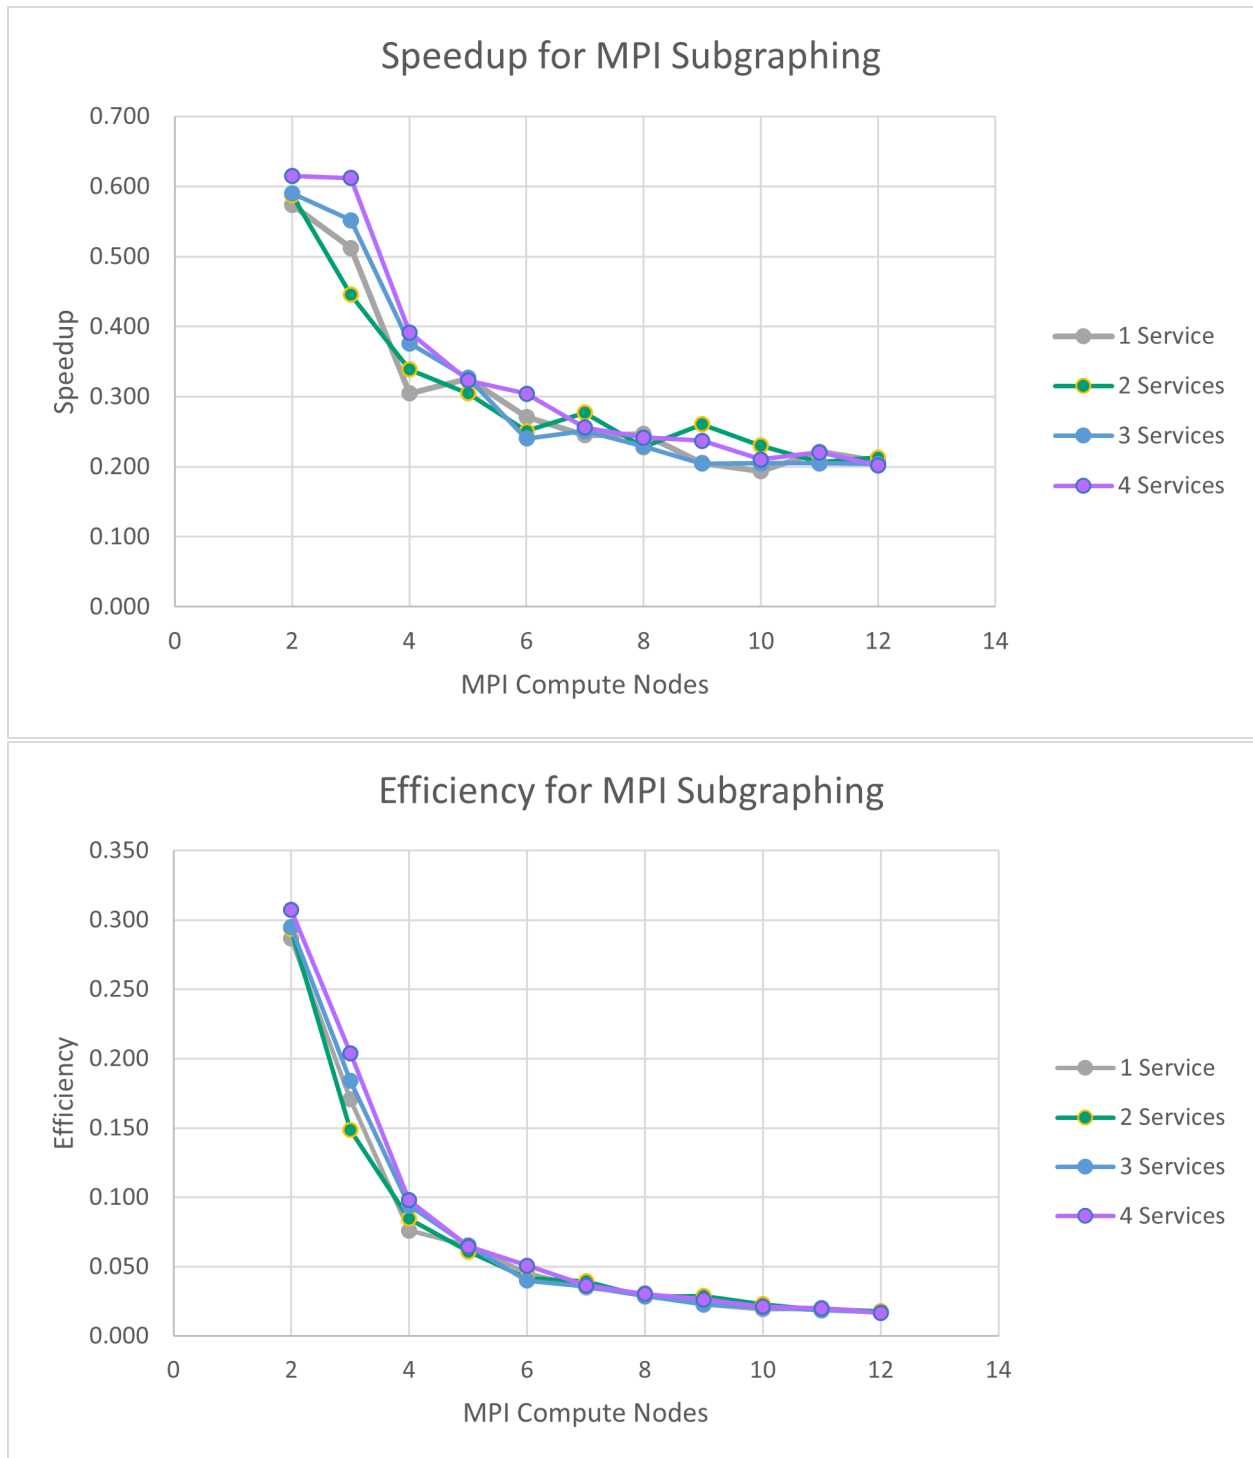 Speedup for MPI Subgraphing
0.700
0.600
0.500
0.400
0.300
0.200
0.100
0.000
Speedup
0 2 4 6 8 10 12 14
MPI Compute Nodes
1 Service
2 Services
3 Services
4 Services
Efficiency for MPI Subgraphing
0.350
0.300
0.250
0.200
0.150
0.100
0.050
0.000
Efficiency
0 2 4 6 8 10 12 14
MPI Compute Nodes
1 Service
2 Services
3 Services
4 Services